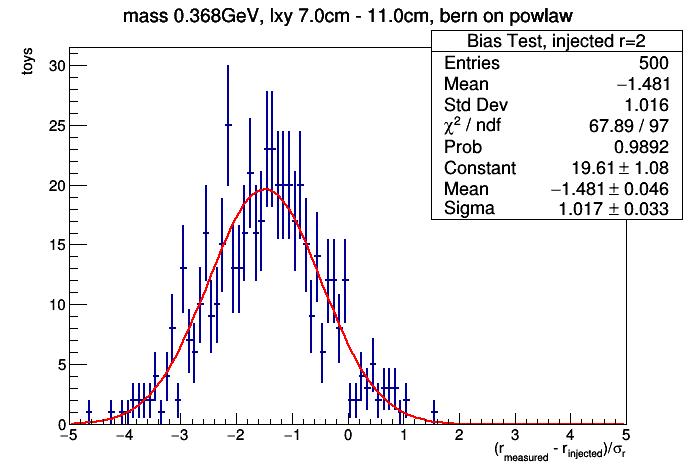 mass 0.368GeV, lxy 7.0cm - 11.0cm, bern on powlaw
Bias Test, injected r=2
Entries 500
Mean −1.481
Std Dev 1.016
χ² / ndf 67.89 / 97
Prob 0.9892
Constant 19.61 ± 1.08
Mean −1.481 ± 0.046
Sigma 1.017 ± 0.033
toys
30
25
20
15
10
5
0
−5 −4 −3 −2 −1 0 1 2 3 4 5
(r_measured - r_injected)/σ_r